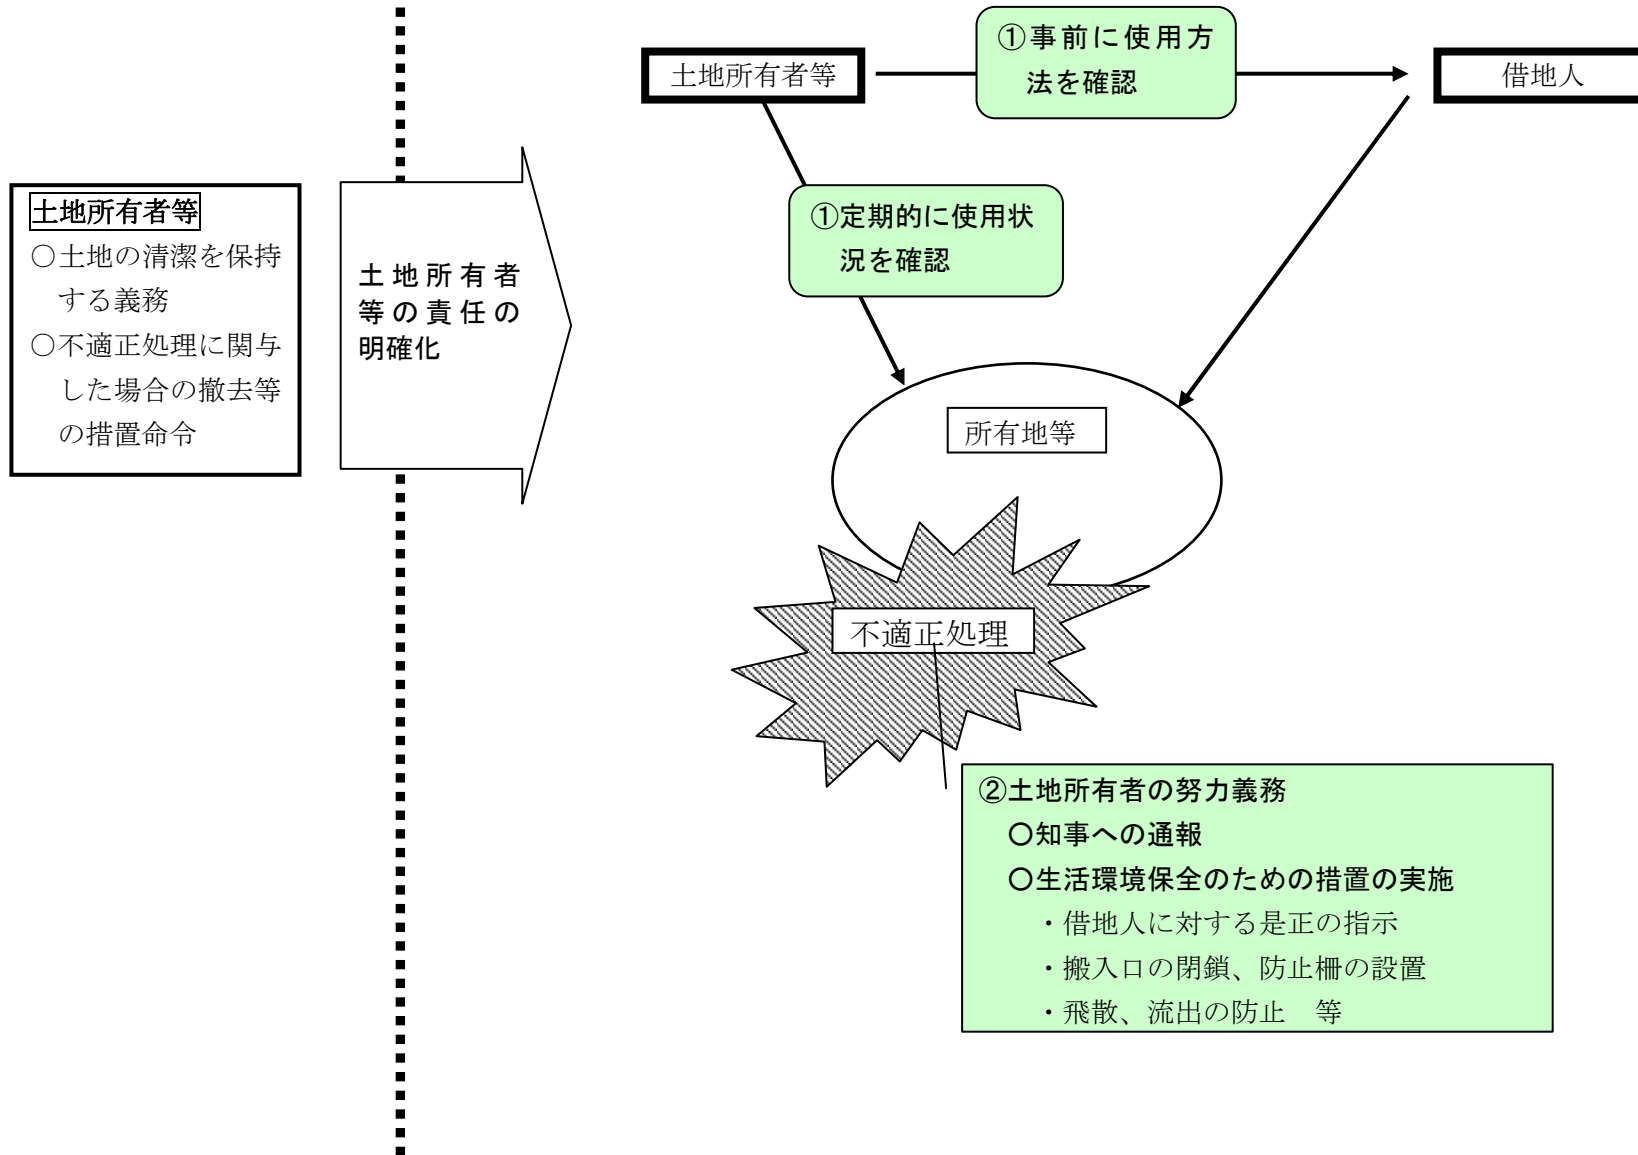 土地所有者等
○土地の清潔を保持
する義務
○不適正処理に関与
した場合の撤去等
の措置命令
土地所有者
等の責任の
明確化
土地所有者等
①事前に使用方
法を確認
借地人
①定期的に使用状
況を確認
所有地等
不適正処理
②土地所有者の努力義務
○知事への通報
○生活環境保全のための措置の実施
・借地人に対する是正の指示
・搬入口の閉鎖、防止柵の設置
・飛散、流出の防止　等